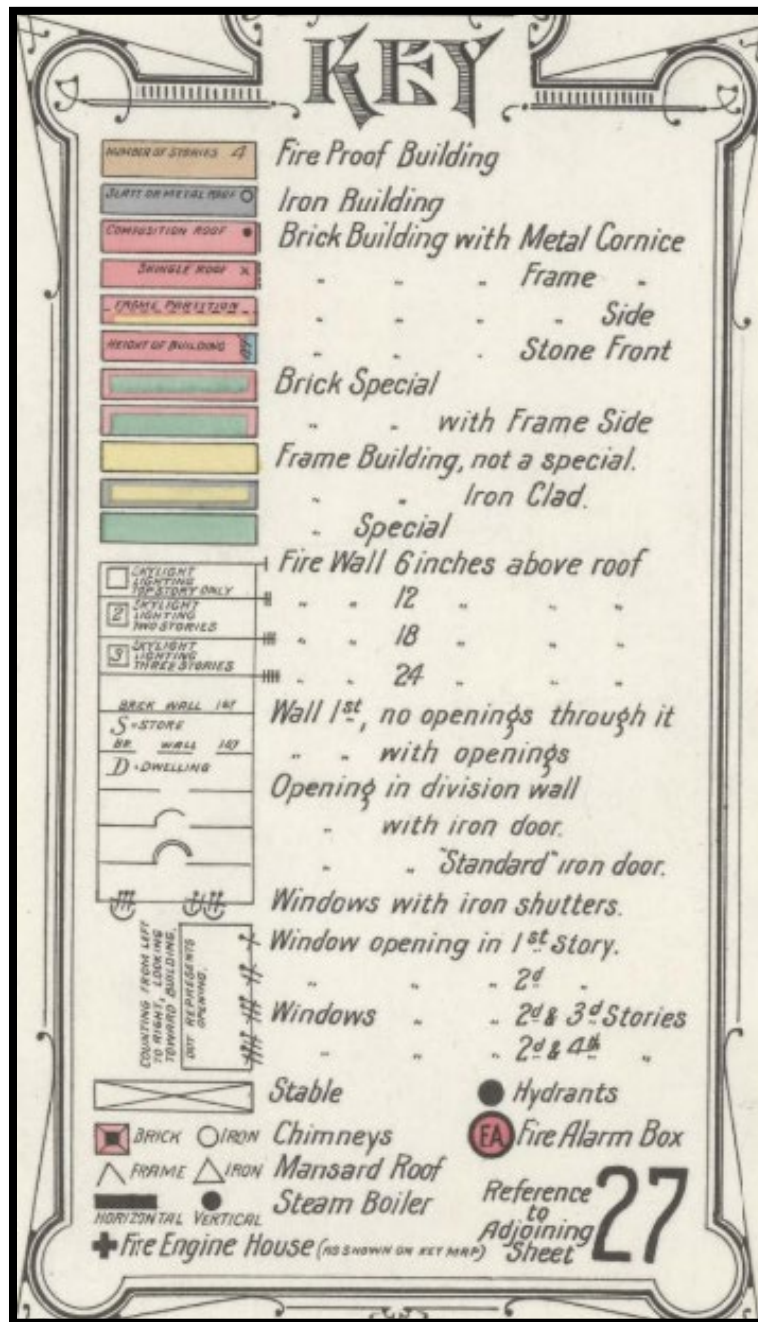 KEY
NUMBER OF STORIES 4 Fire Proof Building
SLATE OR METAL ROOF Iron Building
COMPOSITION ROOF Brick Building with Metal Cornice
SHINGLE ROOF x " " " Frame "
FRAME PARTITION " " " " Side
HEIGHT OF BUILDING " " " Stone Front
Brick Special
" " with Frame Side
Frame Building, not a special.
" " Iron Clad.
" Special
SKYLIGHT LIGHTING TOP STORY ONLY Fire Wall 6 inches above roof
2 SKYLIGHT LIGHTING TWO STORIES " " 12 " " "
3 SKYLIGHT LIGHTING THREE STORIES " " 18 " " "
" " 24 " " "
BRICK WALL 1st Wall 1st, no openings through it
S=STORE
BR. WALL 1st " " with openings
D=DWELLING
Opening in division wall
" with iron door.
" " "Standard" iron door.
Windows with iron shutters.
COUNTING FROM LEFT
TO RIGHT, LOOKING
TOWARD BUILDING.
DOT REPRESENTS
OPENING.
Window opening in 1st Story.
" " " 2d "
Windows " " 2d & 3d Stories
" " " 2d & 4th "
Stable Hydrants
BRICK IRON Chimneys FA Fire Alarm Box
FRAME IRON Mansard Roof
HORIZONTAL VERTICAL Steam Boiler
Fire Engine House (AS SHOWN ON KEY MAP)
Reference
to
Adjoining
Sheet
27